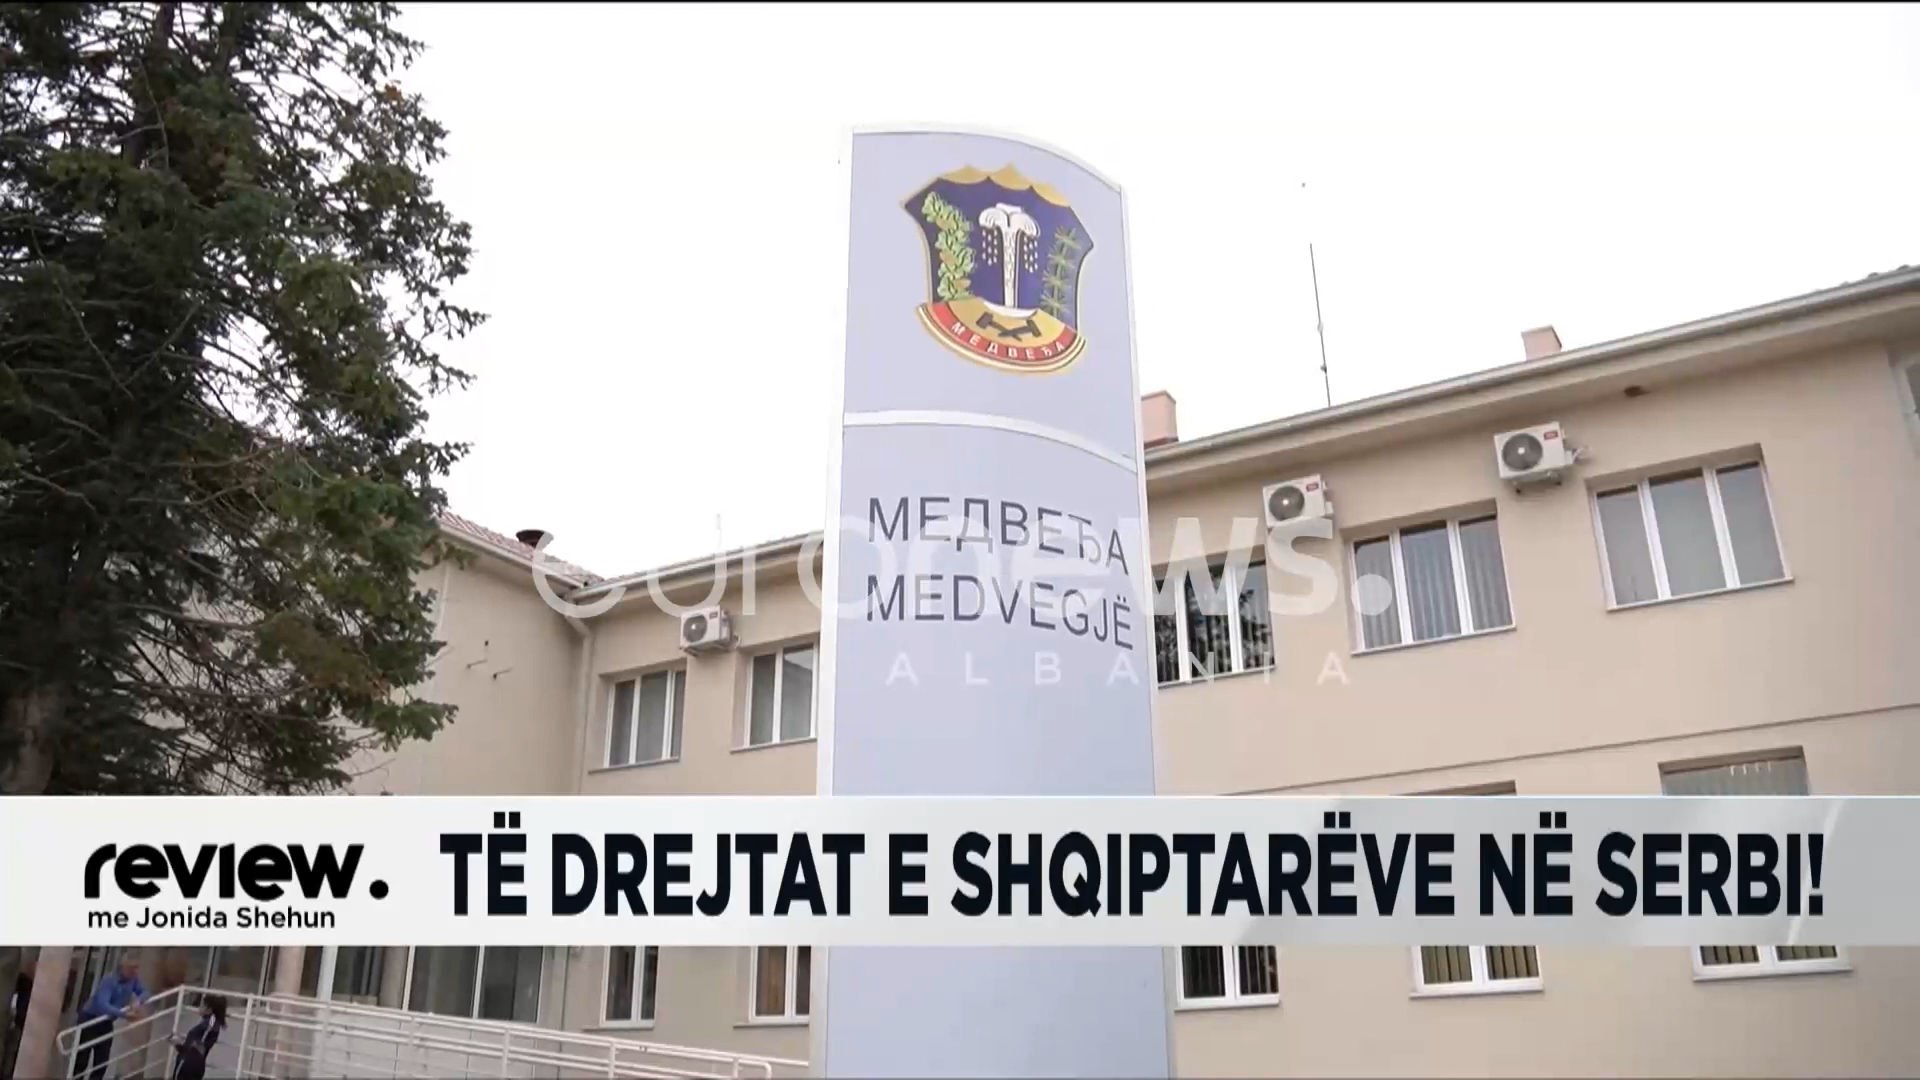 МЕДВЕЂА
МЕДВЕЂА
MEDVEGJË
euronews.
ALBANIA
review.
me Jonida Shehun
TË DREJTAT E SHQIPTARËVE NË SERBI!